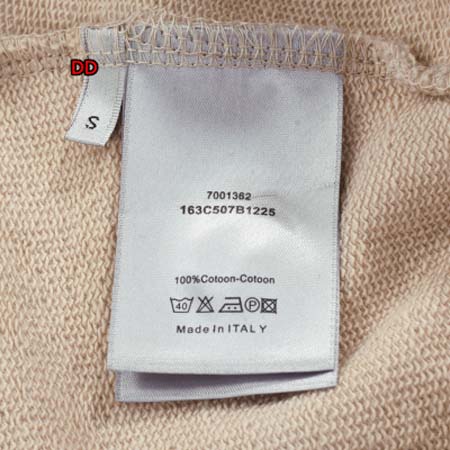 DD
S
7001362
163C507B1225
100%Cotoon-Cotoon
40 P
Made in ITALY